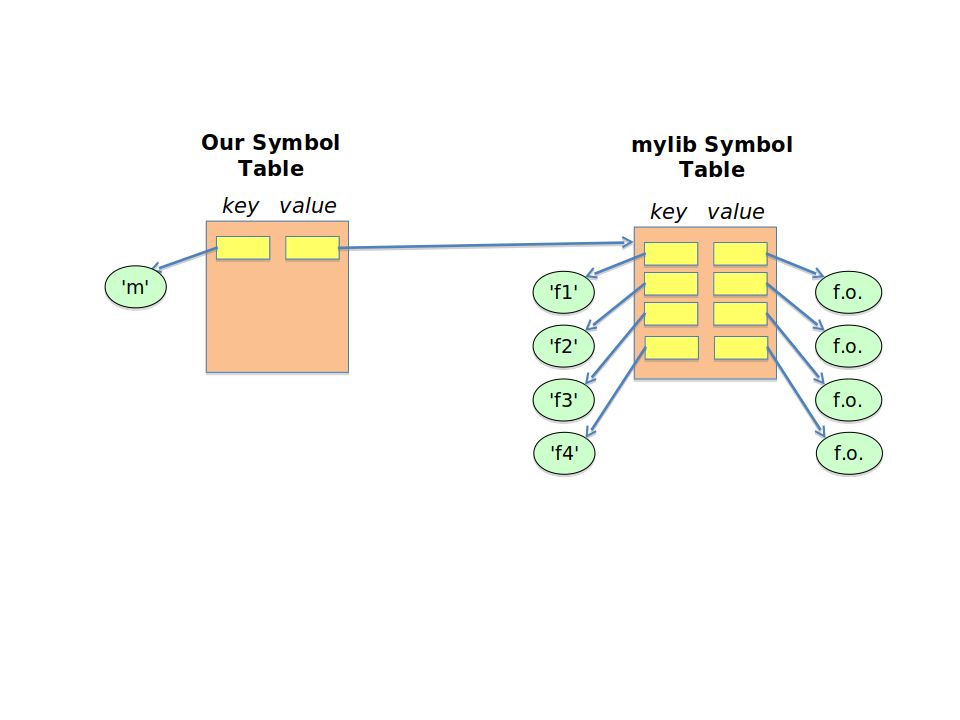 Our Symbol
Table
key value
'm'
mylib Symbol
Table
key value
'f1'
f.o.
'f2'
f.o.
'f3'
f.o.
'f4'
f.o.